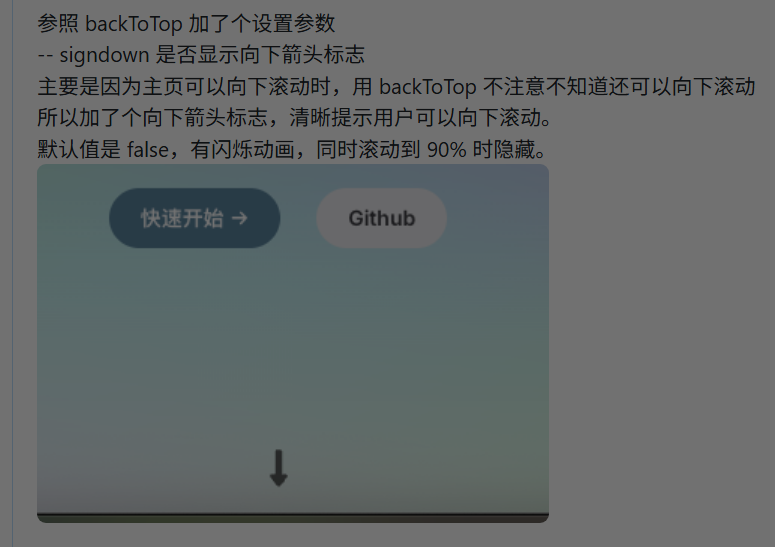 参照 backToTop 加了个设置参数
-- signdown 是否显示向下箭头标志
主要是因为主页可以向下滚动时，用 backToTop 不注意不知道还可以向下滚动
所以加了个向下箭头标志，清晰提示用户可以向下滚动。
默认值是 false，有闪烁动画，同时滚动到 90% 时隐藏。
快速开始 → Github